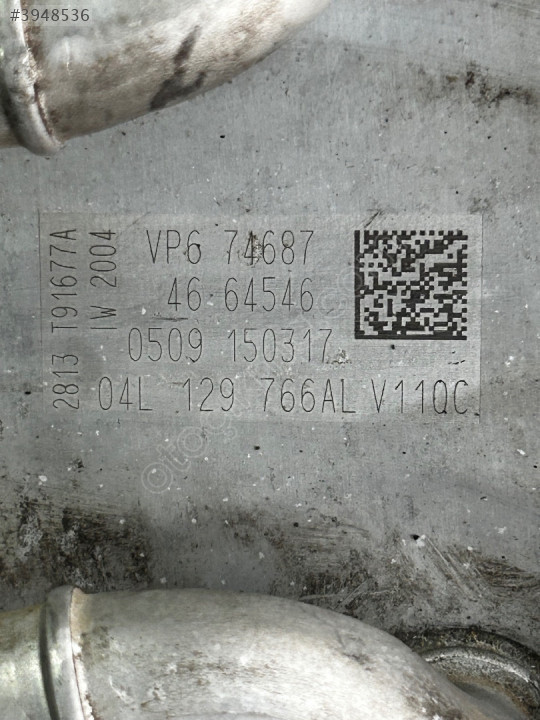 #3948536
VP6 74687
46 64546
0509 150317
04L 129 766AL V11QC
2813 T91677A
IW 2004